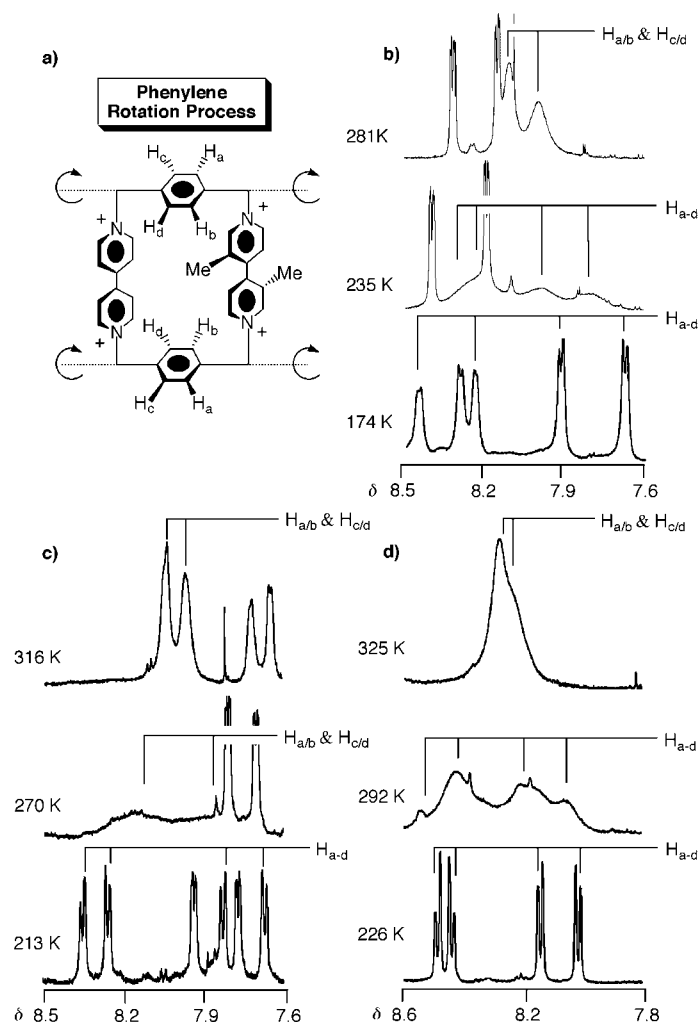 a)
Phenylene
Rotation Process
Hc Ha
Hd Hb
+ +
N N
Me
Me
N N
+ +
Hd Hb
Hc Ha
b)
Ha/b & Hc/d
281K
Ha-d
235 K
Ha-d
174 K
δ 8.5 8.2 7.9 7.6
c)
Ha/b & Hc/d
316 K
Ha/b & Hc/d
270 K
Ha-d
213 K
δ 8.5 8.2 7.9 7.6
d)
Ha/b & Hc/d
325 K
Ha-d
292 K
Ha-d
226 K
δ 8.6 8.2 7.8